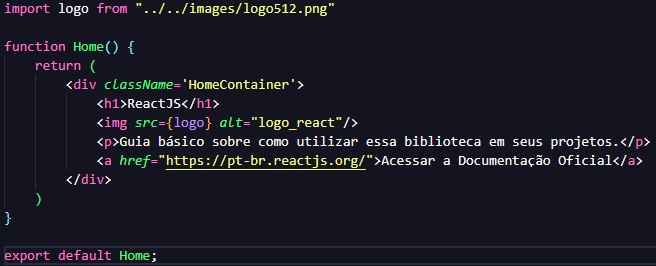 import logo from "../../images/logo512.png"
function Home() {
return (
<div className='HomeContainer'>
<h1>ReactJS</h1>
<img src={logo} alt="logo_react"/>
<p>Guia básico sobre como utilizar essa biblioteca em seus projetos.</p>
<a href="https://pt-br.reactjs.org/">Acessar a Documentação Oficial</a>
</div>
)
}
export default Home;